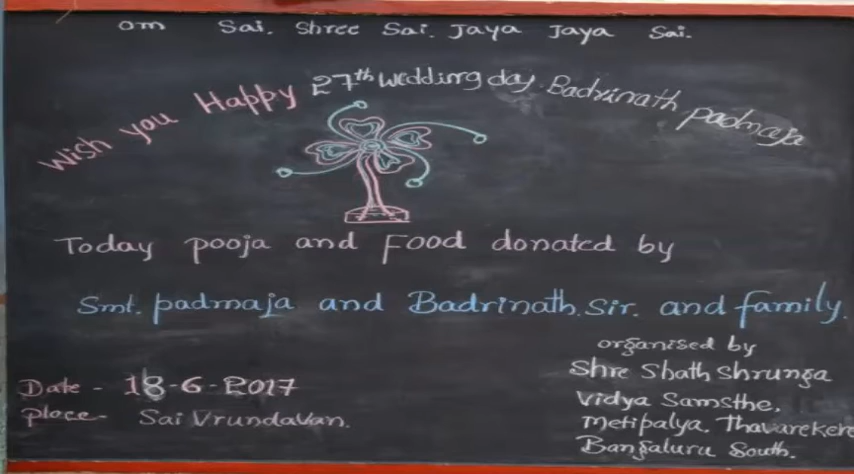 om Sai. Shree Sai. Jaya Jaya Sai.
Wish you Happy 27th wedding day. Badrinath padmaja
Today pooja and Food donated by
Smt. padmaja and Badrinath. Sir. and family.
organised by
Shre Shath Shrunga
Vidya Samsthe,
Metipalya, Thavarekere
Bangaluru South.
Date - 18-6-2017
place- Sai Vrundavan.